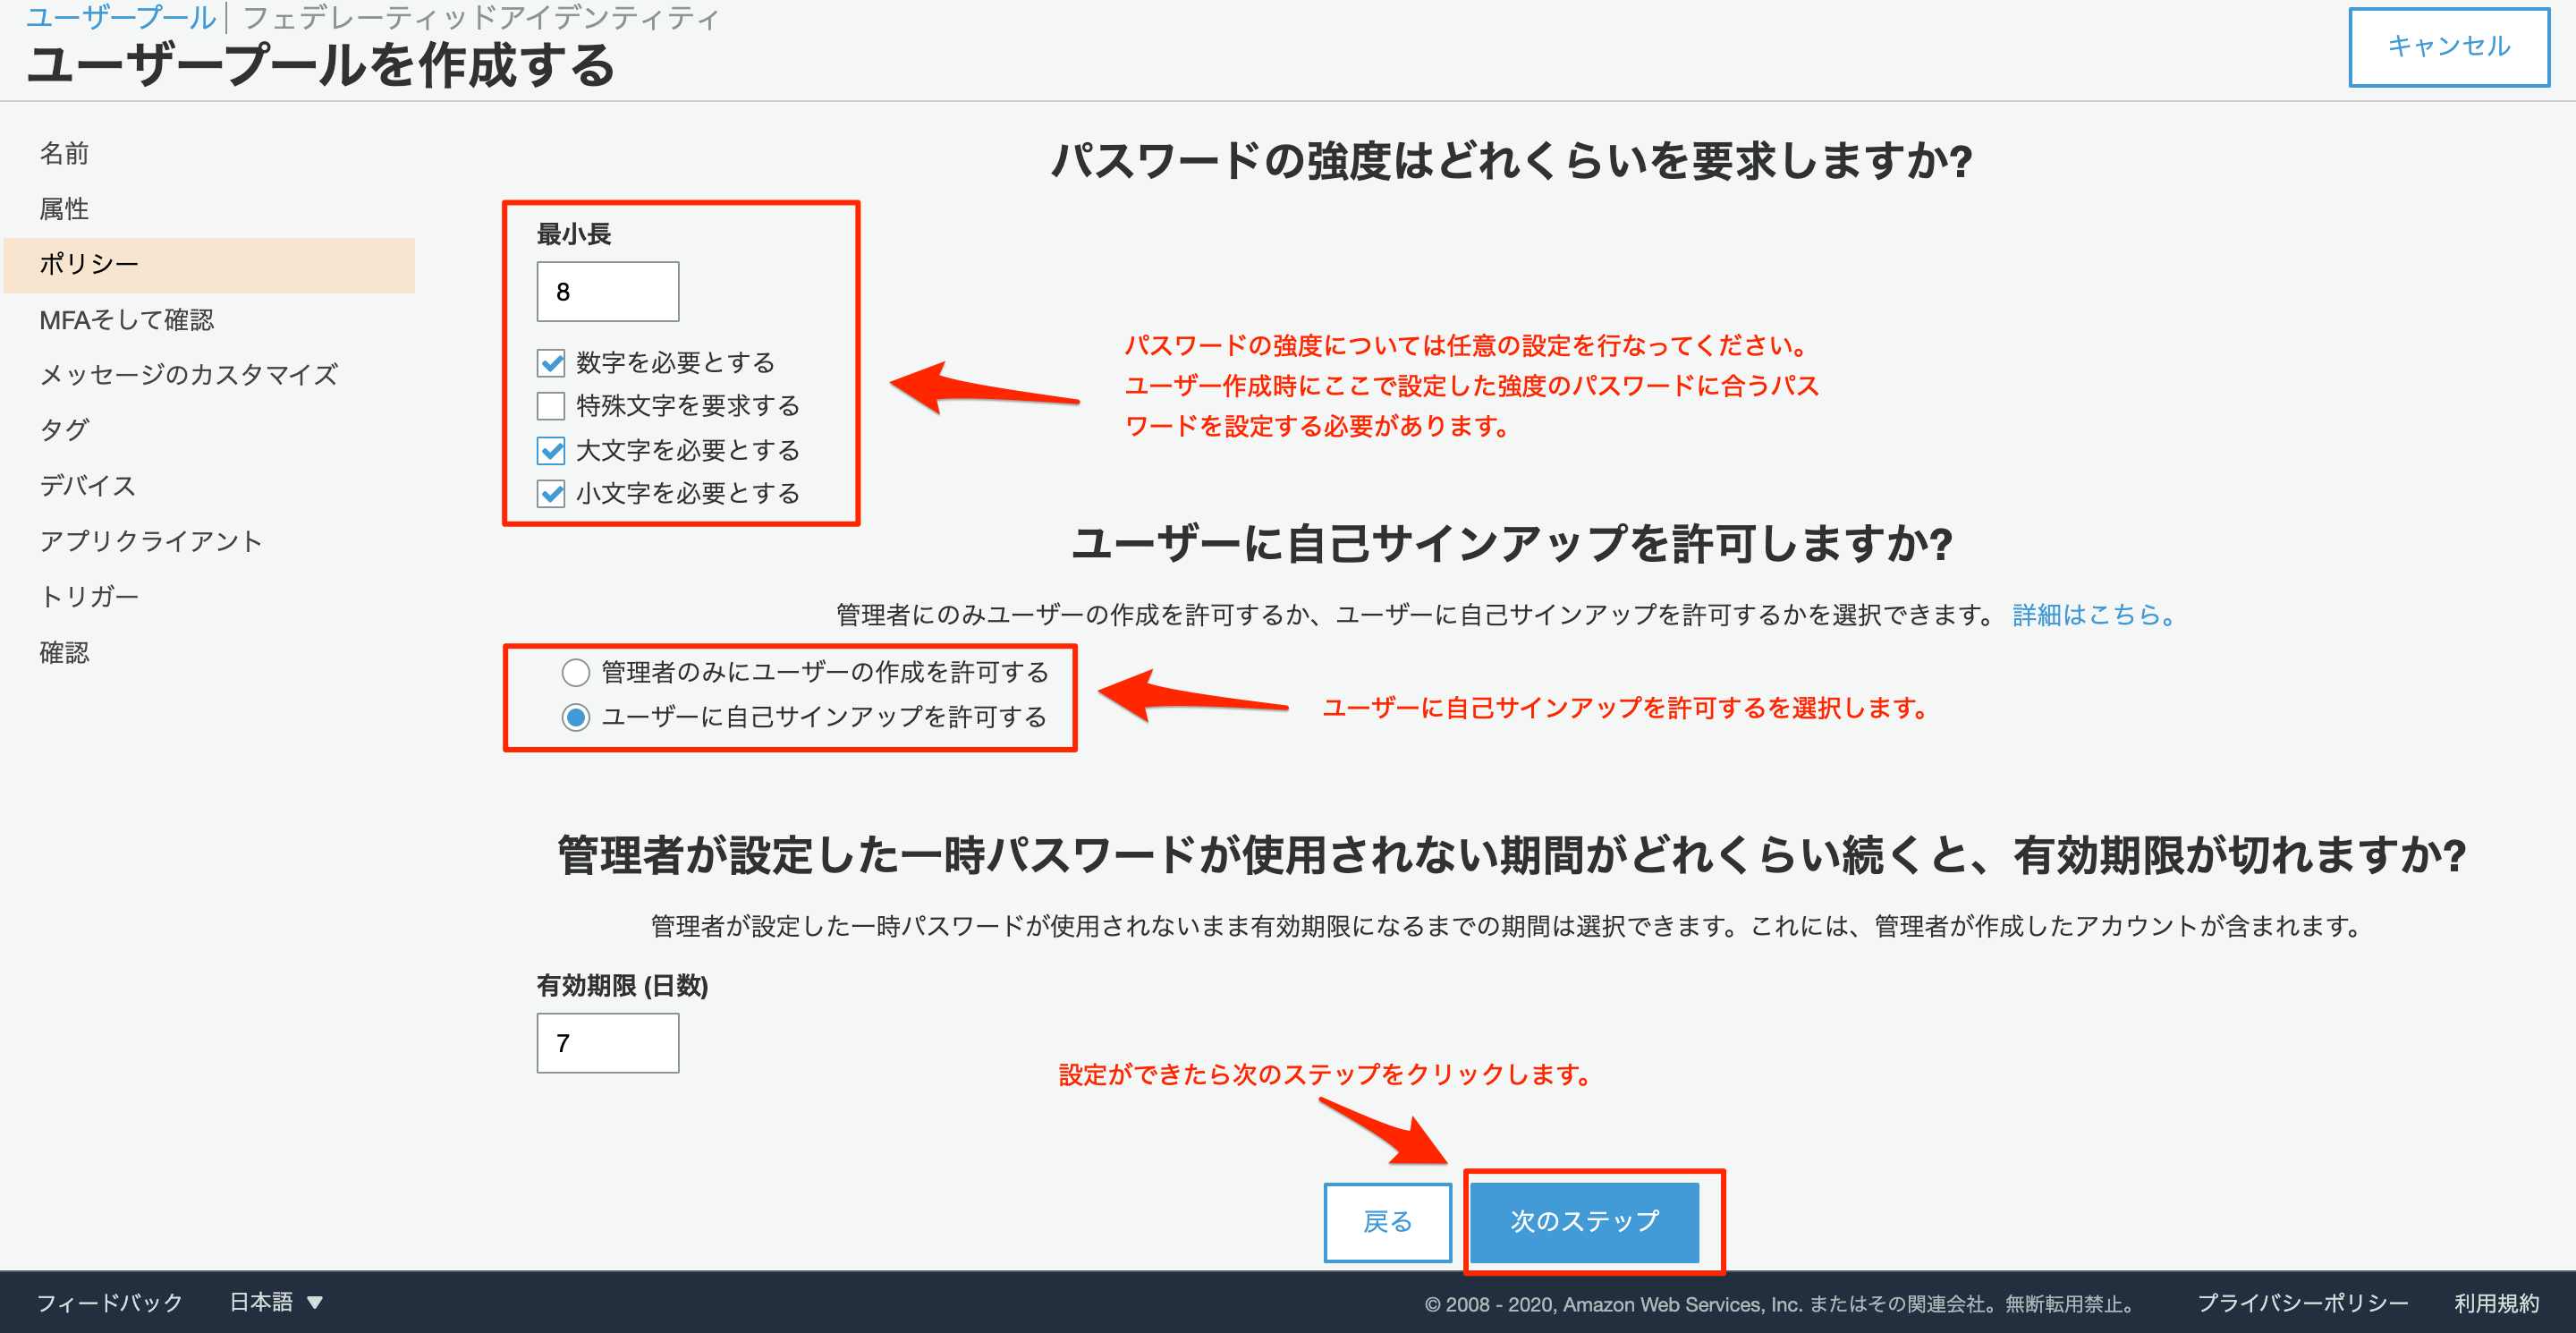 ユーザープール | フェデレーティッドアイデンティティ
ユーザープールを作成する
キャンセル
名前
属性
ポリシー
MFAそして確認
メッセージのカスタマイズ
タグ
デバイス
アプリクライアント
トリガー
確認
パスワードの強度はどれくらいを要求しますか?
最小長
8
数字を必要とする
特殊文字を要求する
大文字を必要とする
小文字を必要とする
パスワードの強度については任意の設定を行なってください。
ユーザー作成時にここで設定した強度のパスワードに合うパス
ワードを設定する必要があります。
ユーザーに自己サインアップを許可しますか?
管理者にのみユーザーの作成を許可するか、ユーザーに自己サインアップを許可するかを選択できます。 詳細はこちら。
管理者のみにユーザーの作成を許可する
ユーザーに自己サインアップを許可する
ユーザーに自己サインアップを許可するを選択します。
管理者が設定した一時パスワードが使用されない期間がどれくらい続くと、有効期限が切れますか?
管理者が設定した一時パスワードが使用されないまま有効期限になるまでの期間は選択できます。これには、管理者が作成したアカウントが含まれます。
有効期限 (日数)
7
設定ができたら次のステップをクリックします。
戻る
次のステップ
フィードバック
日本語
© 2008 - 2020, Amazon Web Services, Inc. またはその関連会社。無断転用禁止。
プライバシーポリシー
利用規約